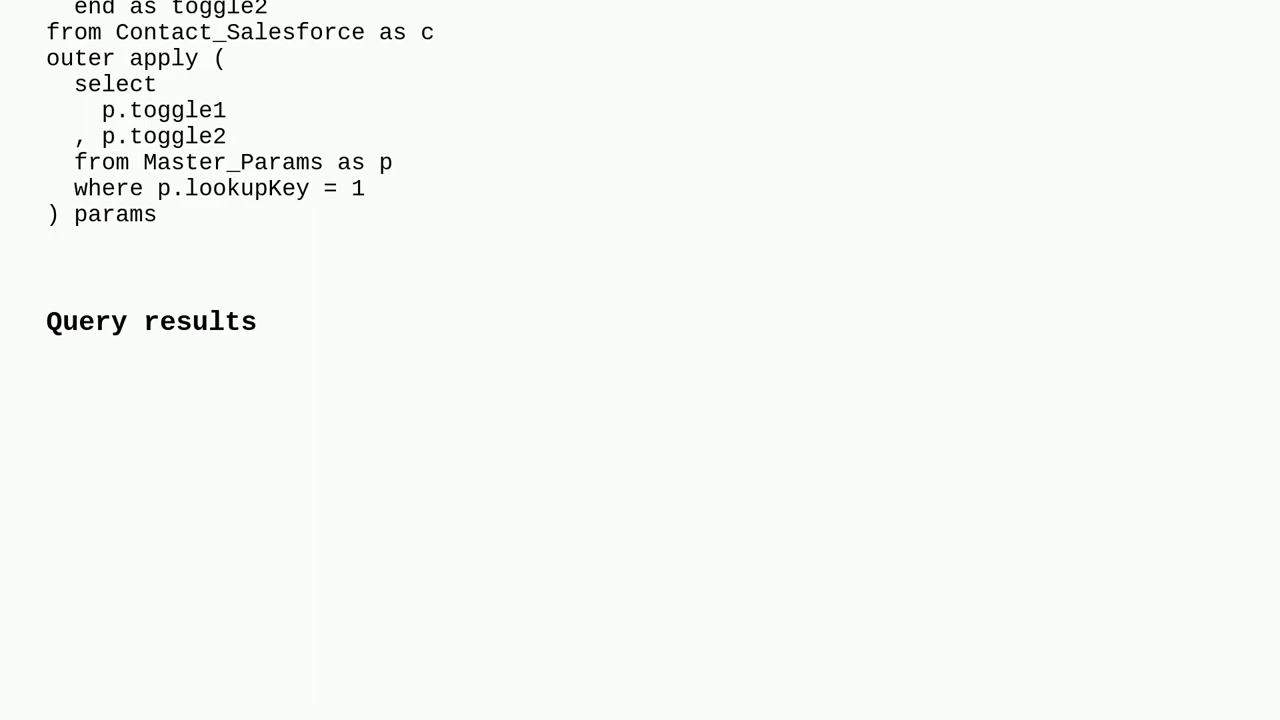 end as toggle2
from Contact_Salesforce as c
outer apply (
select
p.toggle1
, p.toggle2
from Master_Params as p
where p.lookupKey = 1
) params
Query results